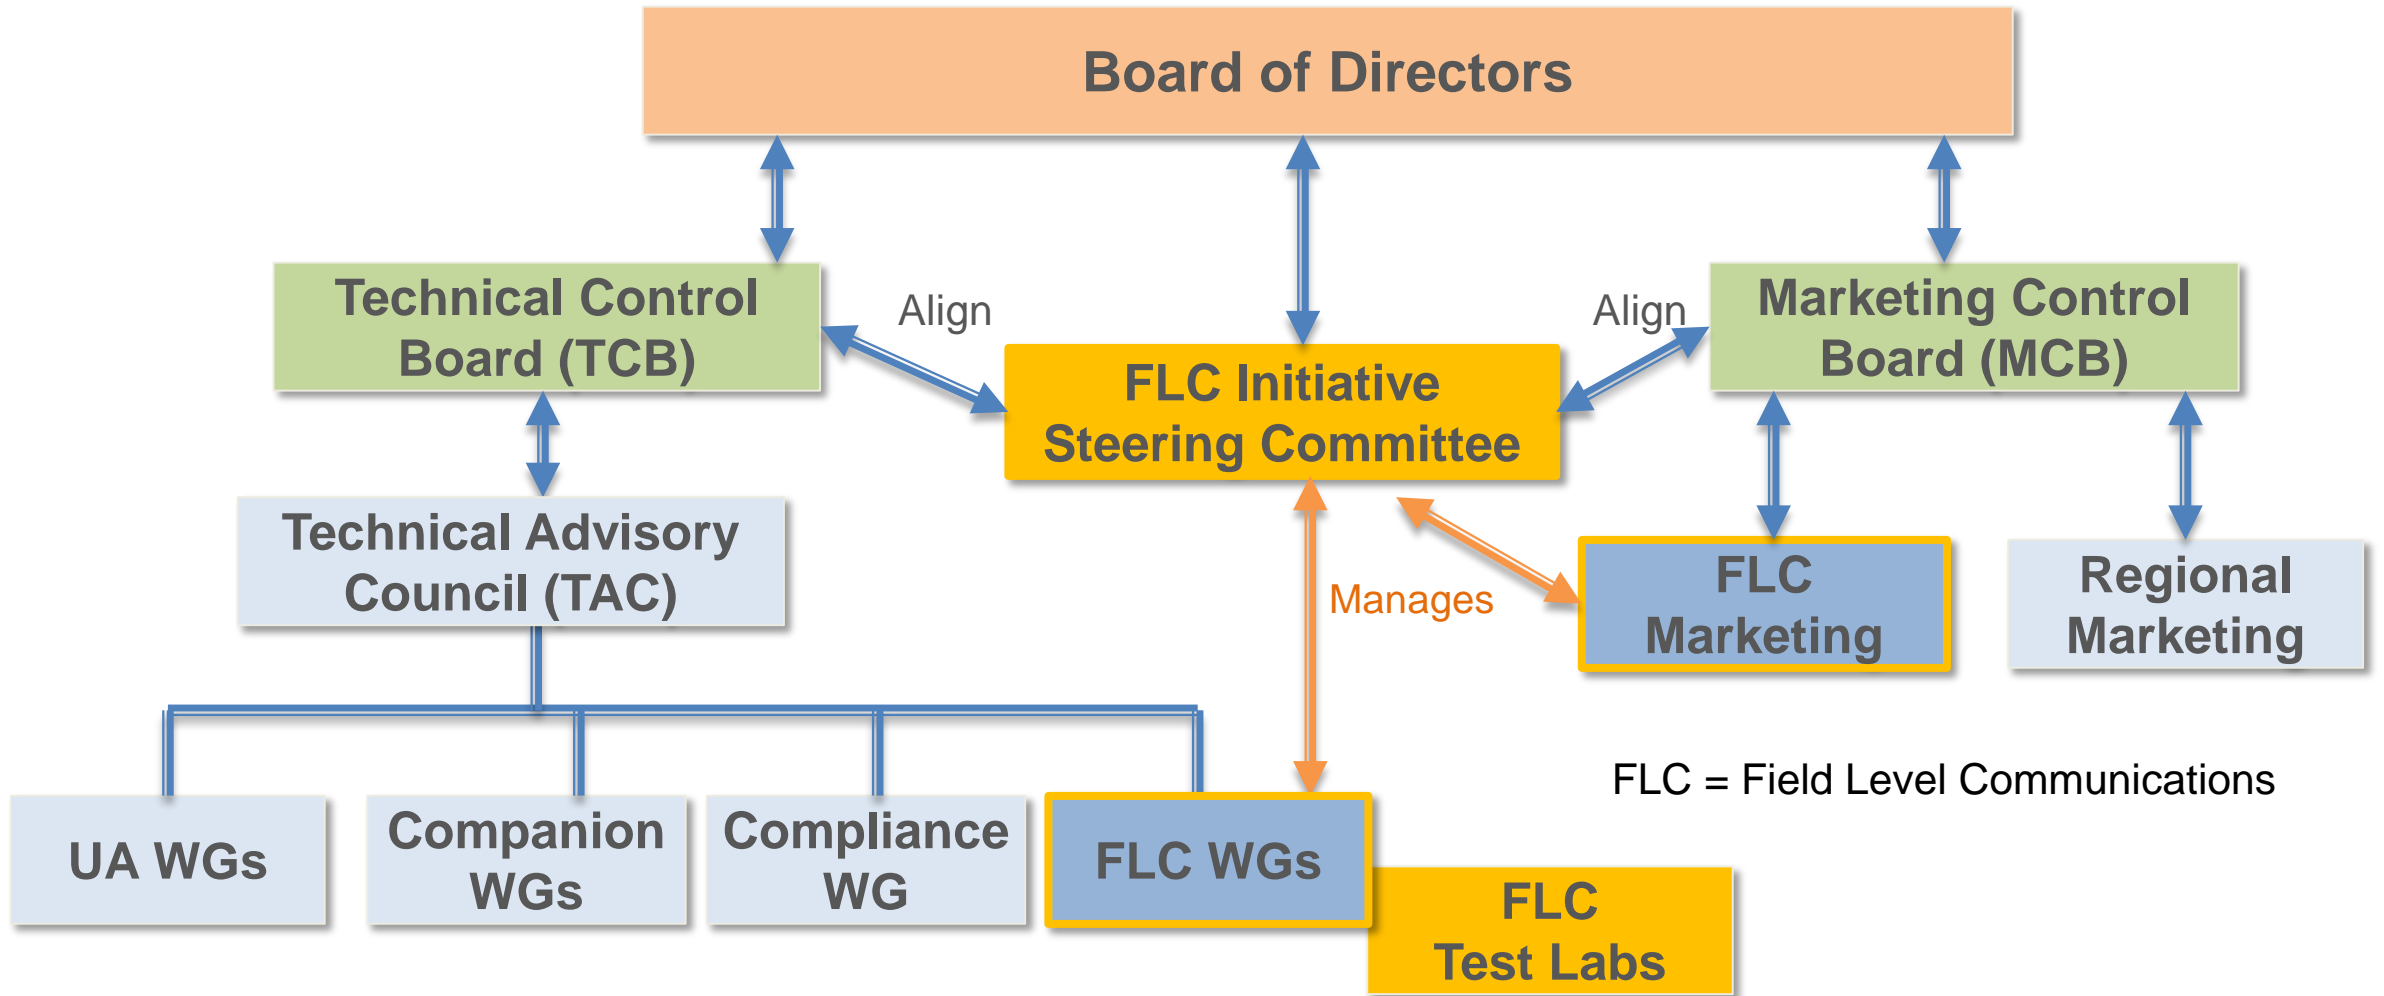 Board of Directors
Technical Control
Board (TCB)
Align
FLC Initiative
Steering Committee
Align
Marketing Control
Board (MCB)
Technical Advisory
Council (TAC)
Manages
FLC
Marketing
Regional
Marketing
FLC = Field Level Communications
UA WGs
Companion
WGs
Compliance
WG
FLC WGs
FLC
Test Labs